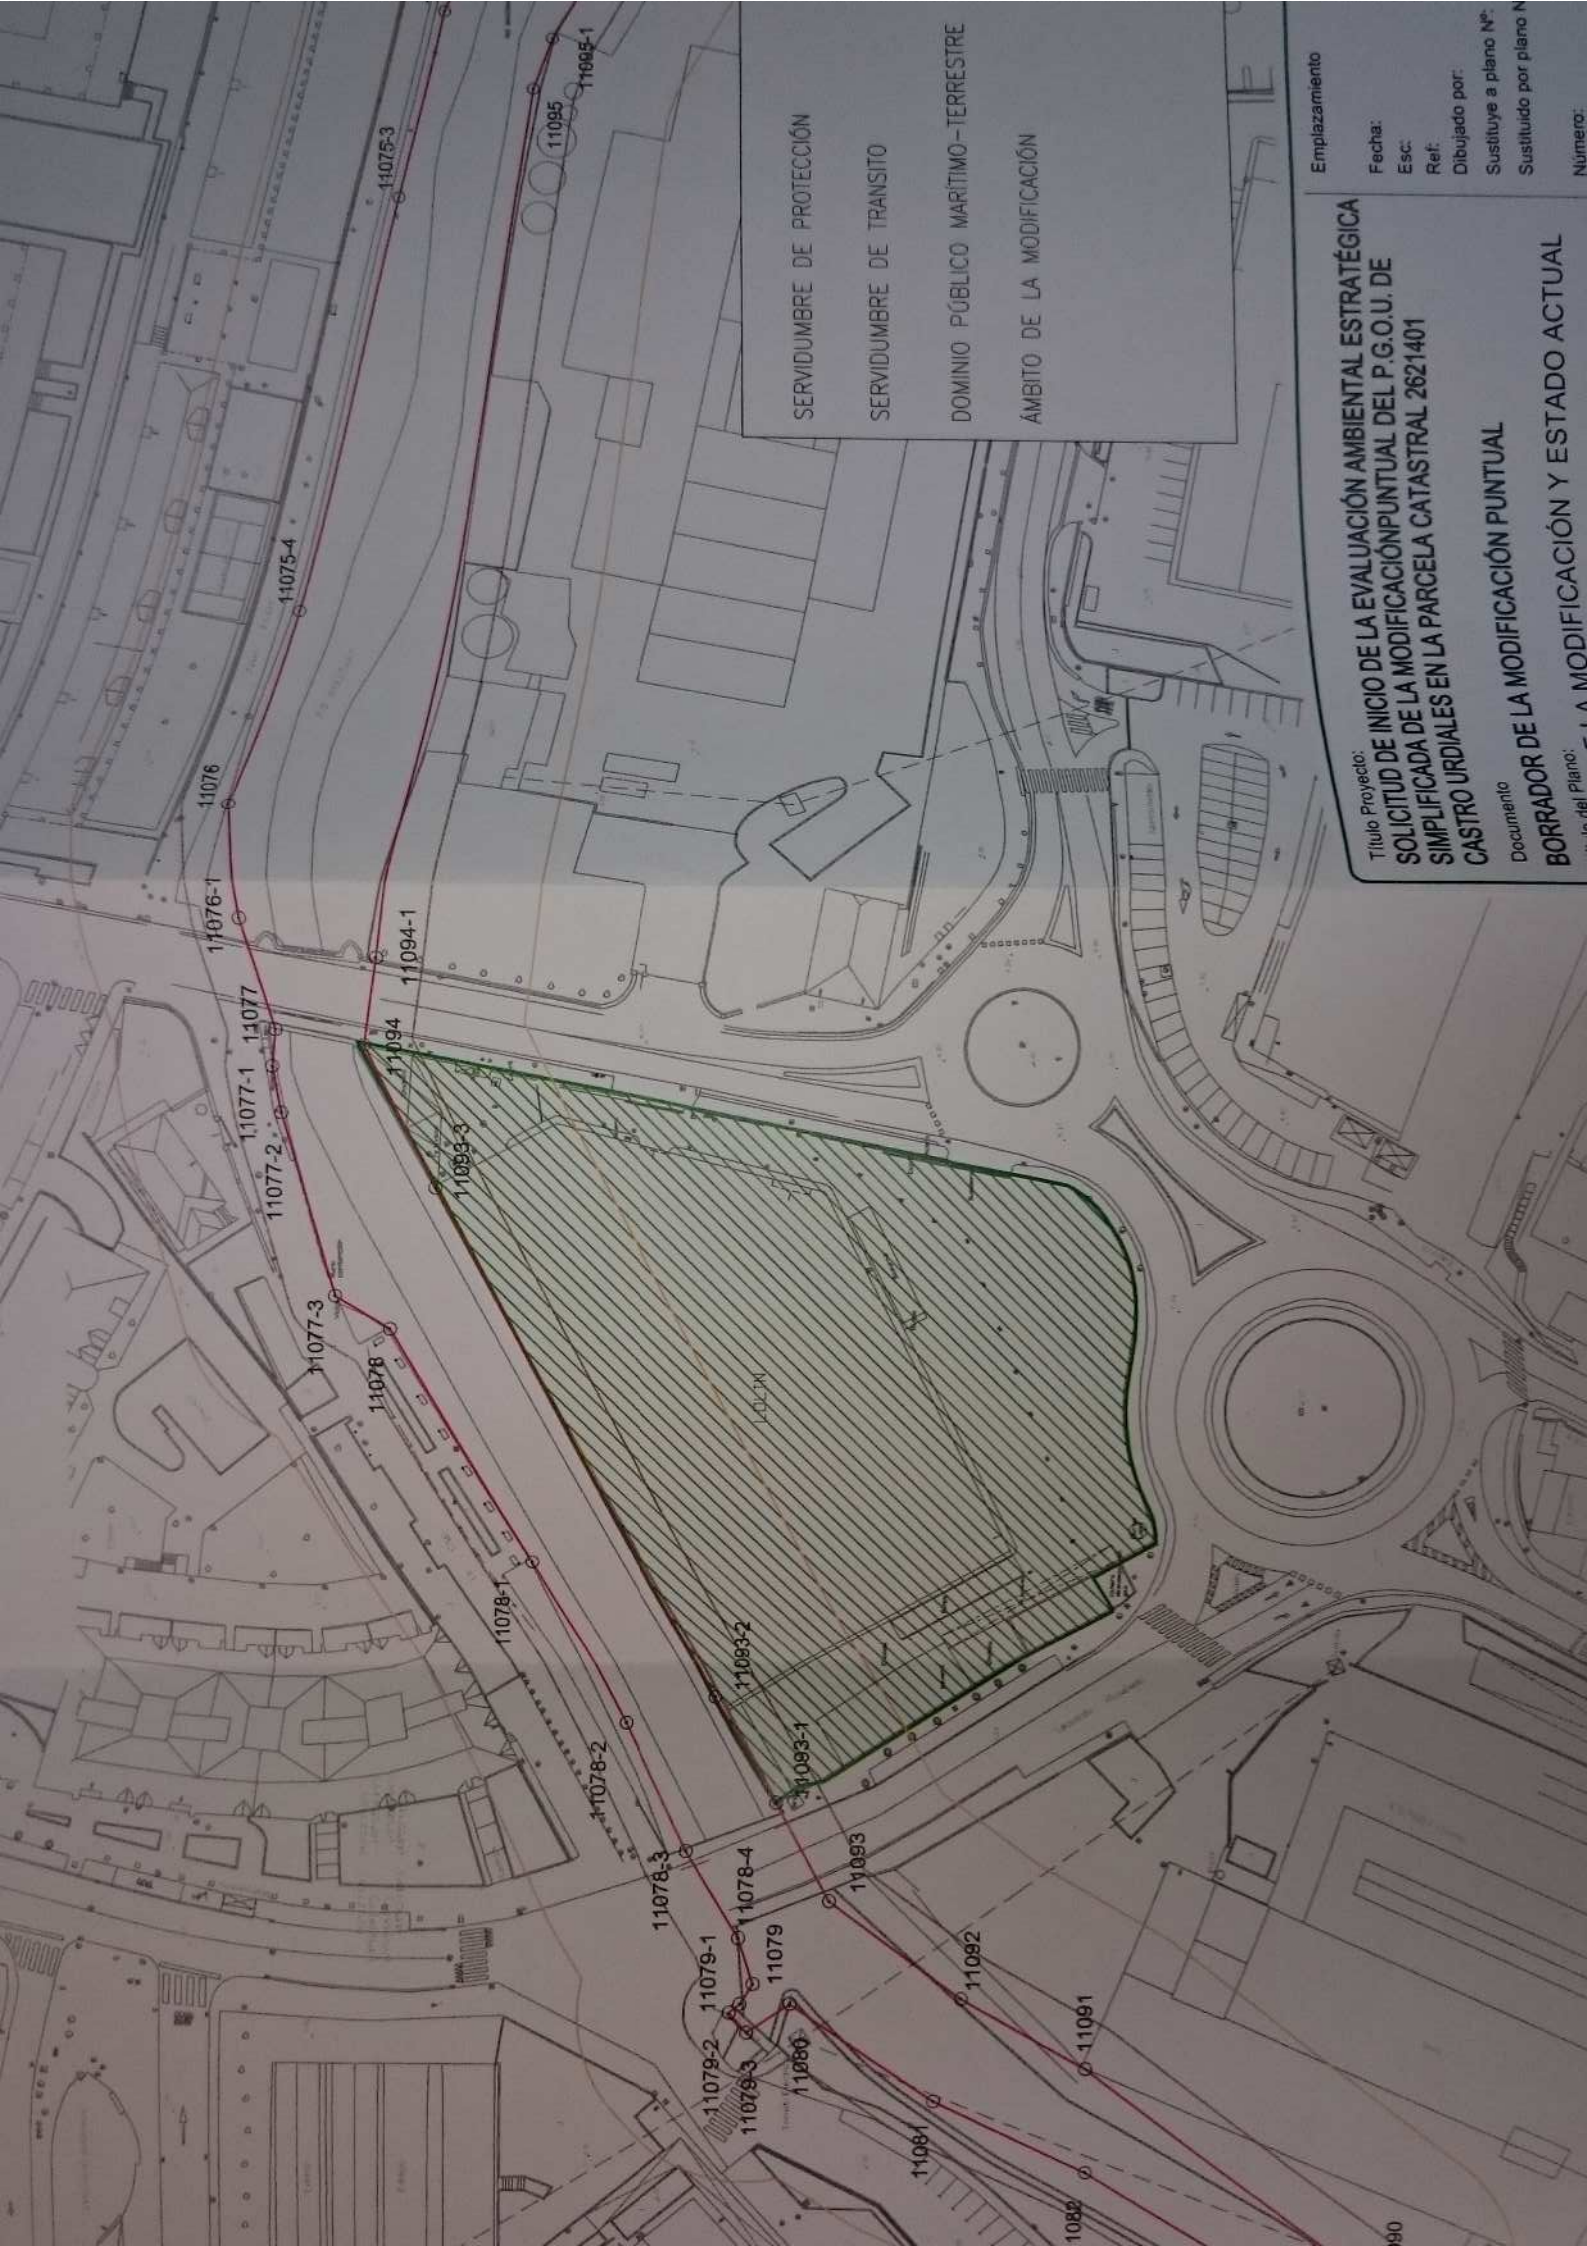 11075-3
11095
11095-1
11075-4
11076
11076-1
11094-1
11077
11094
11077-1
11077-2
11093-3
11077-3
11078
LOLIN
11078-1
11093-2
11078-2
11093-1
11078-3
11078-4
11093
11079-1
11079
11092
11079-2
11079-3
11080
11091
11081
1082
090
SERVIDUMBRE DE PROTECCIÓN
SERVIDUMBRE DE TRANSITO
DOMINIO PÚBLICO MARÍTIMO-TERRESTRE
ÁMBITO DE LA MODIFICACIÓN
Título Proyecto:
SOLICITUD DE INICIO DE LA EVALUACIÓN AMBIENTAL ESTRATÉGICA
SIMPLIFICADA DE LA MODIFICACIÓNPUNTUAL DEL P.G.O.U. DE
CASTRO URDIALES EN LA PARCELA CATASTRAL 2621401
Documento
BORRADOR DE LA MODIFICACIÓN PUNTUAL
del Plano:
LA MODIFICACIÓN Y ESTADO ACTUAL
Emplazamiento
Fecha:
Esc:
Ref:
Dibujado por:
Sustituye a plano Nº:
Sustituido por plano N
Número: